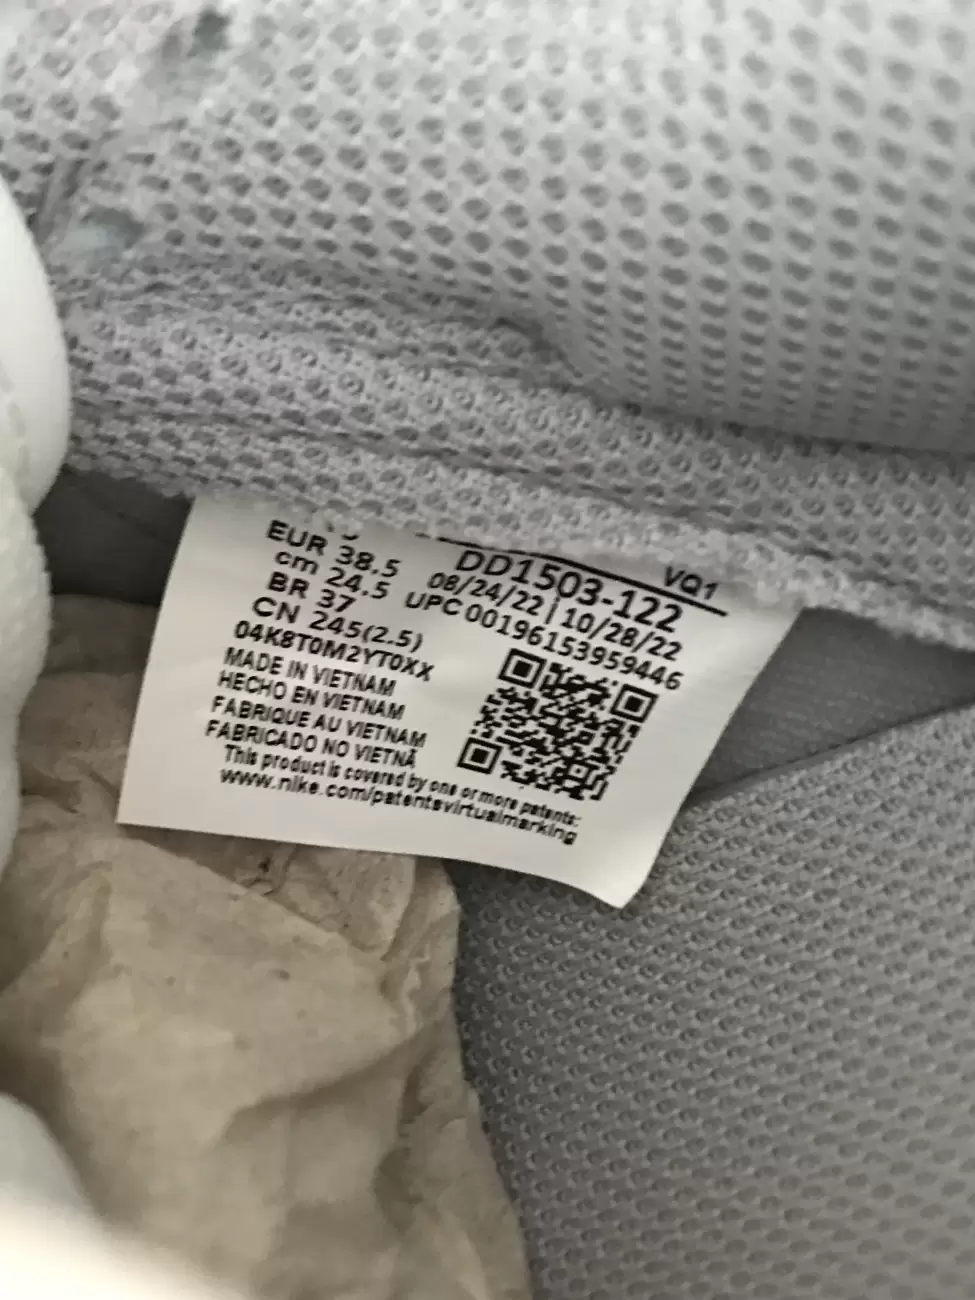 EUR 38.5
cm 24.5
BR 37
CN 245(2.5)
04K8T0M2YT0XX
MADE IN VIETNAM
HECHO EN VIETNAM
FABRIQUE AU VIETNAM
FABRICADO NO VIETNÃ
This product is covered by one or more patents:
www.nike.com/patentsvirtualmarking
VQ1
DD1503-122
08/24/22 | 10/28/22
UPC 00196153959446